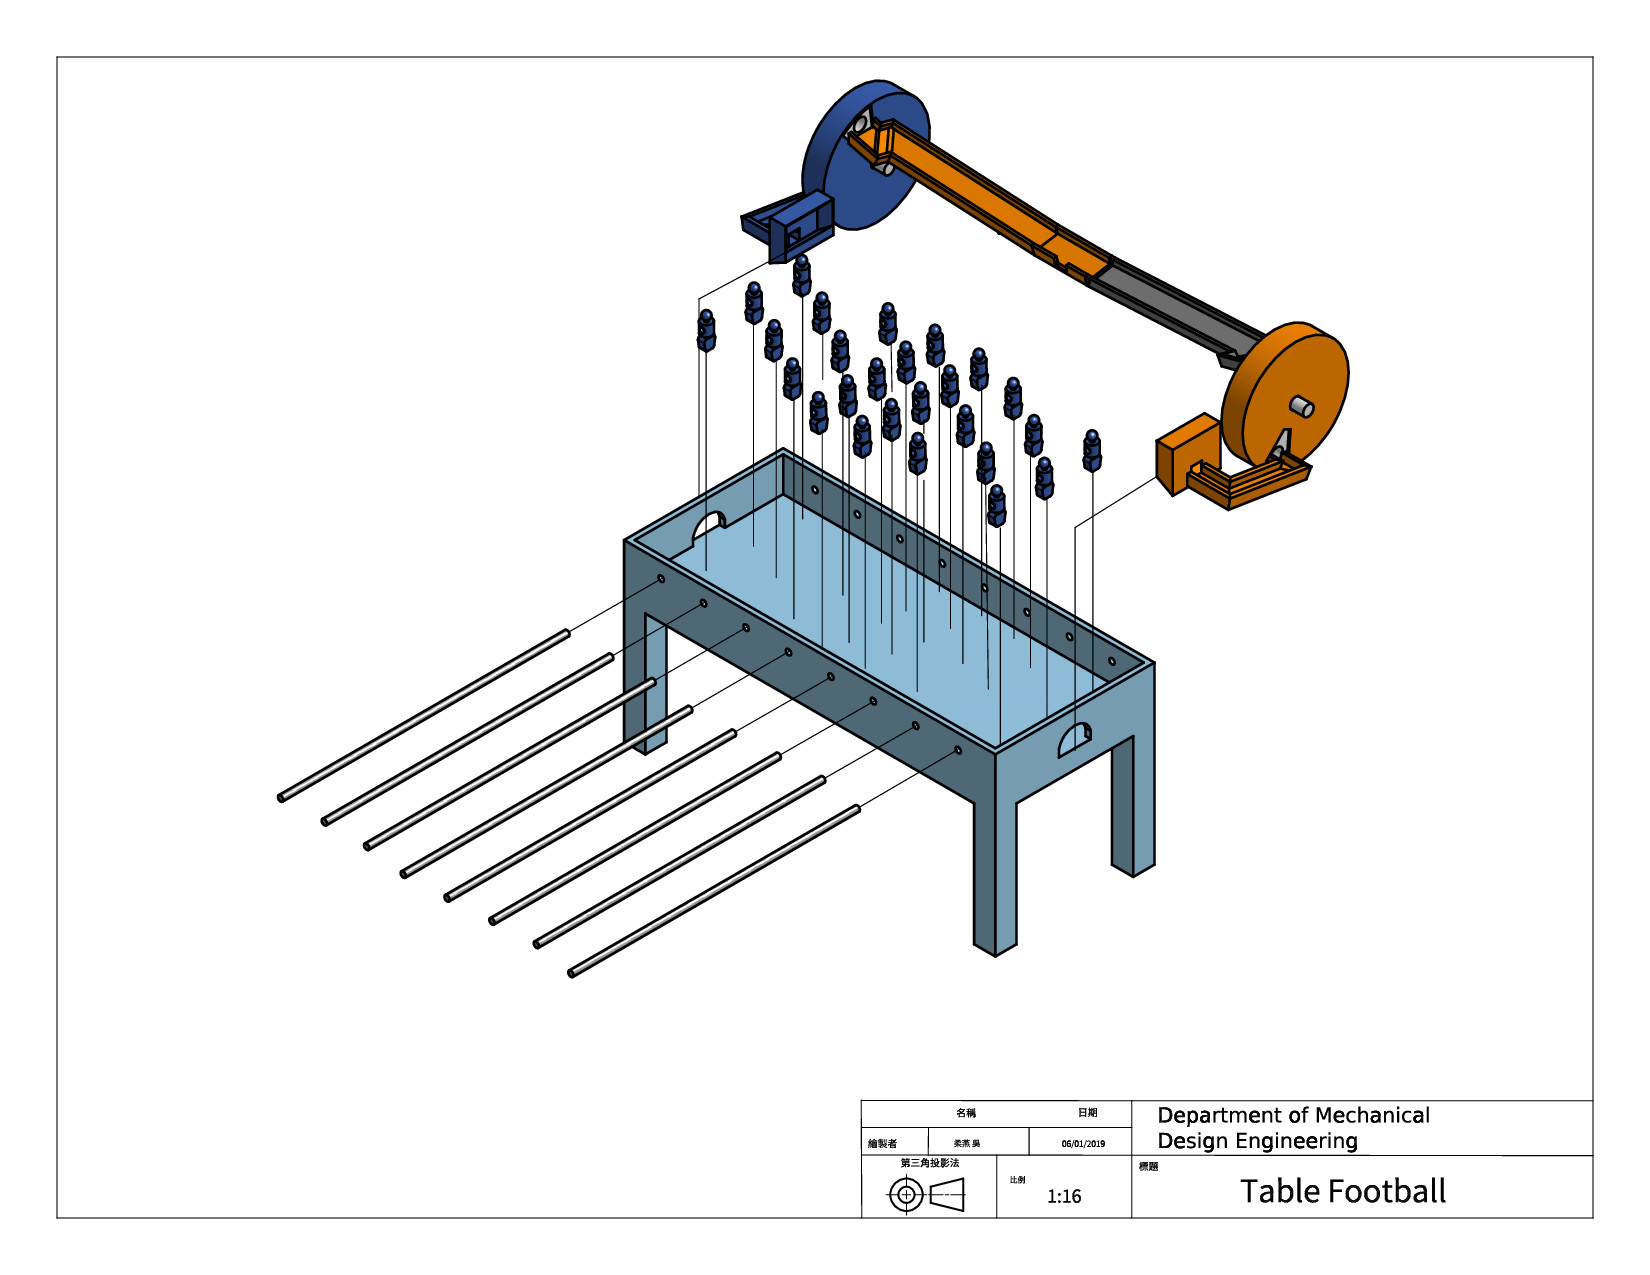 名稱 日期
繪製者 柔燕 吳 06/01/2019
Department of Mechanical
Design Engineering
第三角投影法
比例
1:16
標題
Table Football